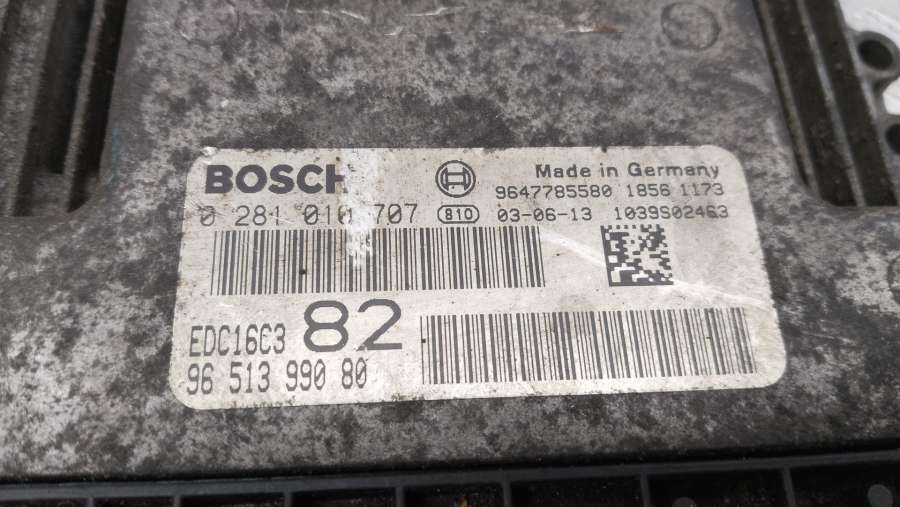 BOSCH
Made in Germany
9647785580 1856 1173
0 281 010 707 810 03-06-13 1039S02463
EDC16C3 82
96 513 990 80